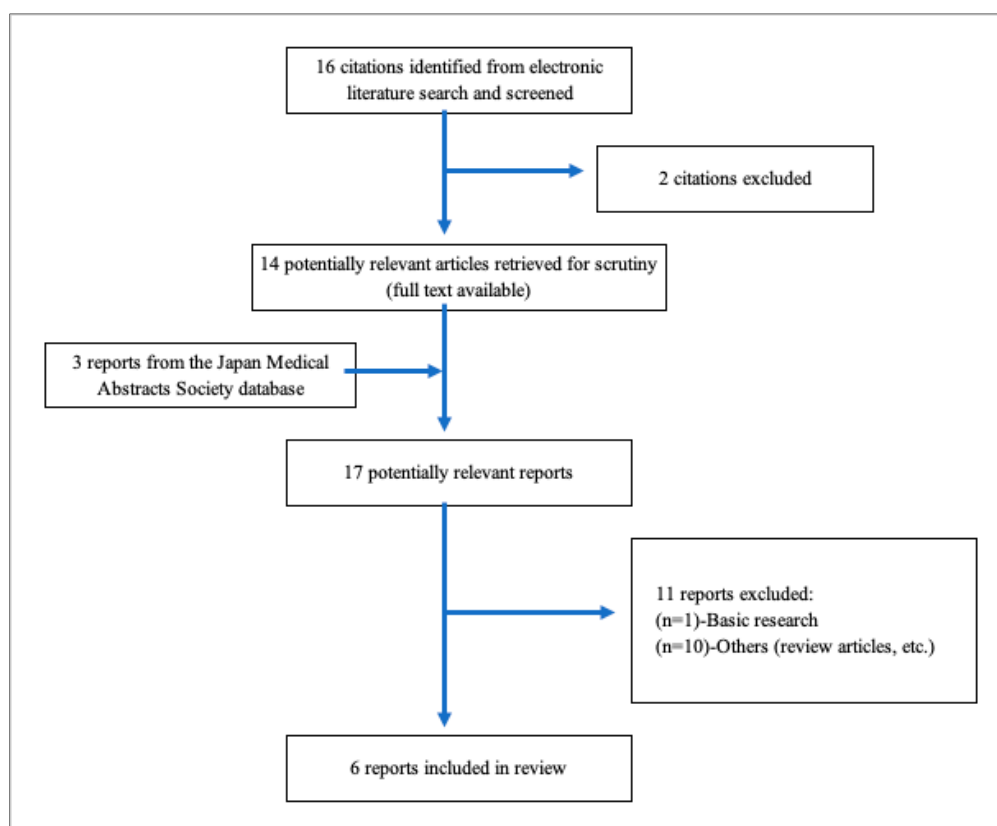 16 citations identified from electronic
literature search and screened
2 citations excluded
14 potentially relevant articles retrieved for scrutiny
(full text available)
3 reports from the Japan Medical
Abstracts Society database
17 potentially relevant reports
11 reports excluded:
(n=1)-Basic research
(n=10)-Others (review articles, etc.)
6 reports included in review